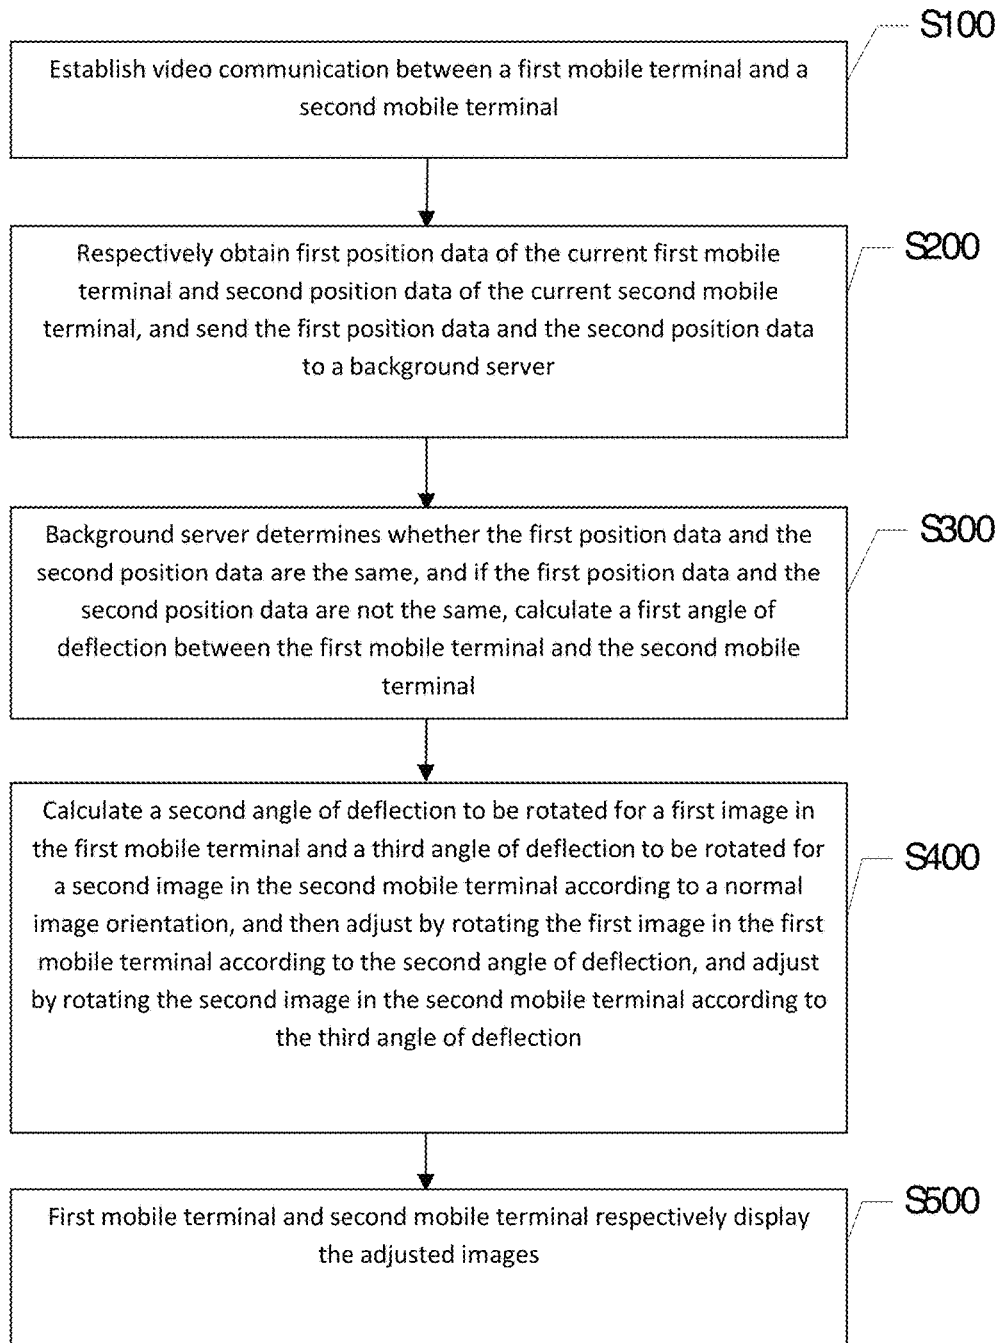 S100
Establish video communication between a first mobile terminal and a
second mobile terminal
S200
Respectively obtain first position data of the current first mobile
terminal and second position data of the current second mobile
terminal, and send the first position data and the second position data
to a background server
S300
Background server determines whether the first position data and the
second position data are the same, and if the first position data and the
second position data are not the same, calculate a first angle of
deflection between the first mobile terminal and the second mobile
terminal
S400
Calculate a second angle of deflection to be rotated for a first image in
the first mobile terminal and a third angle of deflection to be rotated for
a second image in the second mobile terminal according to a normal
image orientation, and then adjust by rotating the first image in the first
mobile terminal according to the second angle of deflection, and adjust
by rotating the second image in the second mobile terminal according to
the third angle of deflection
S500
First mobile terminal and second mobile terminal respectively display
the adjusted images